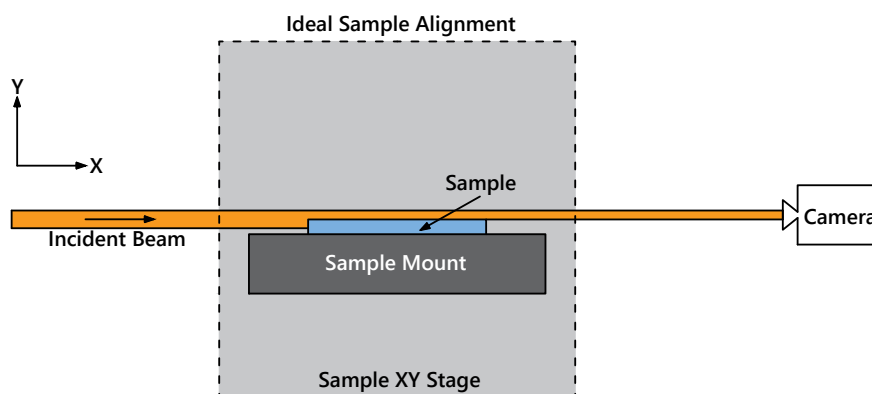 Ideal Sample Alignment
Y
X
Sample
Incident Beam
Camera
Sample Mount
Sample XY Stage